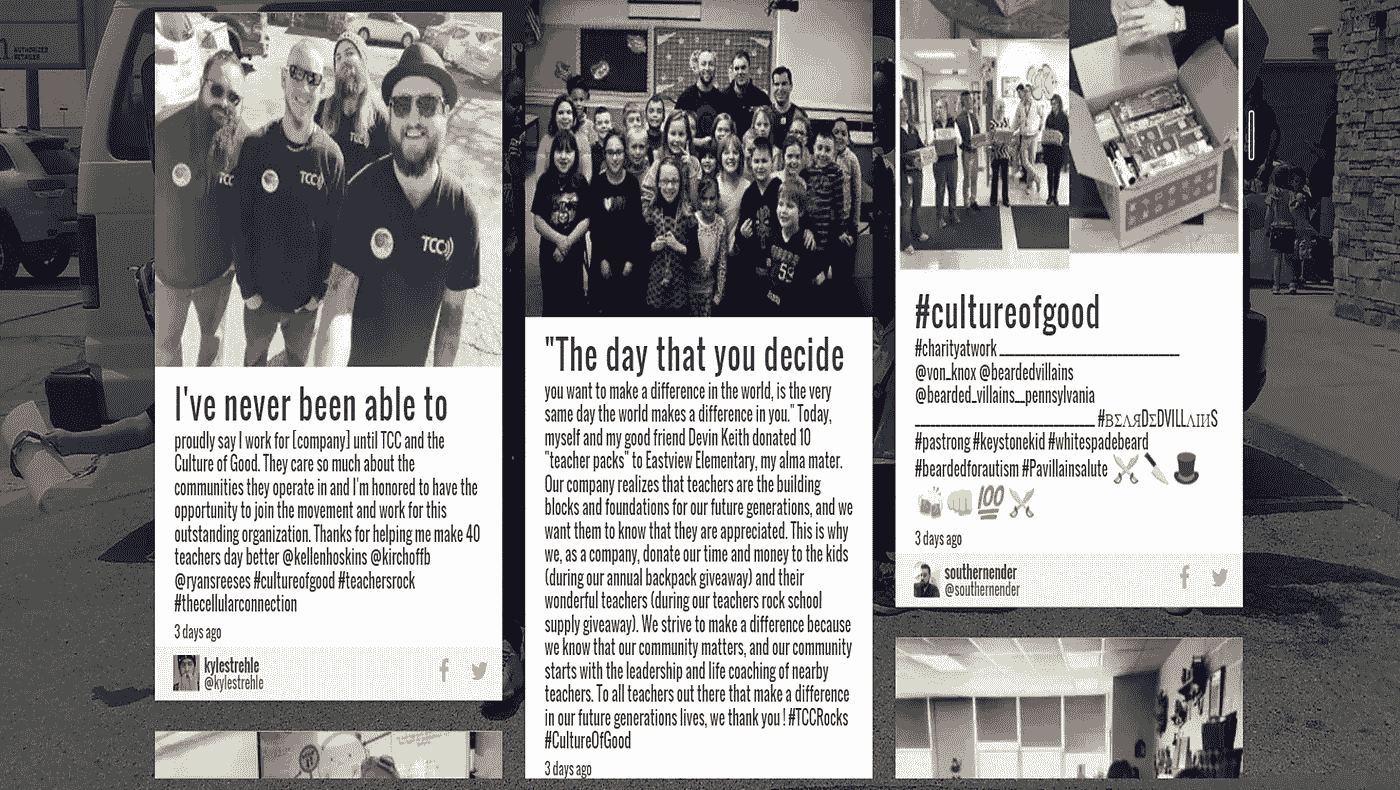 AUTHORIZED
RETAILER
TCC
TCC
TCC
TCC
I've never been able to
proudly say I work for [company] until TCC and the
Culture of Good. They care so much about the
communities they operate in and I'm honored to have the
opportunity to join the movement and work for this
outstanding organization. Thanks for helping me make 40
teachers day better @kellenhoskins @kirchoffb
@ryansreeses #cultureofgood #teachersrock
#thecellularconnection
3 days ago
kylestrehle
@kylestrehle
54
"The day that you decide
you want to make a difference in the world, is the very
same day the world makes a difference in you." Today,
myself and my good friend Devin Keith donated 10
"teacher packs" to Eastview Elementary, my alma mater.
Our company realizes that teachers are the building
blocks and foundations for our future generations, and we
want them to know that they are appreciated. This is why
we, as a company, donate our time and money to the kids
(during our annual backpack giveaway) and their
wonderful teachers (during our teachers rock school
supply giveaway). We strive to make a difference because
we know that our community matters, and our community
starts with the leadership and life coaching of nearby
teachers. To all teachers out there that make a difference
in our future generations lives, we thank you ! #TCCRocks
#CultureOfGood
3 days ago
#cultureofgood
#charityatwork ______________________________
@von_knox @beardedvillains
@bearded_villains__pennsylvania
______________________________ #BΣΛЯDΣDVILLΛIИS
#pastrong #keystonekid #whitespadebeard
#beardedforautism #Pavillainsalute ⚔️🔪🎩
🍻👊💯⚔️
3 days ago
southernender
@southernender